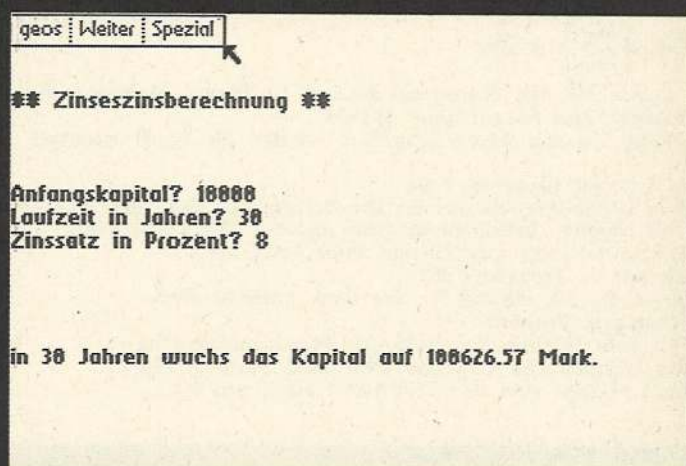 geos Weiter Spezial
** Zinseszinsberechnung **
Anfangskapital? 10000
Laufzeit in Jahren? 30
Zinssatz in Prozent? 8
in 30 Jahren wuchs das Kapital auf 100626.57 Mark.